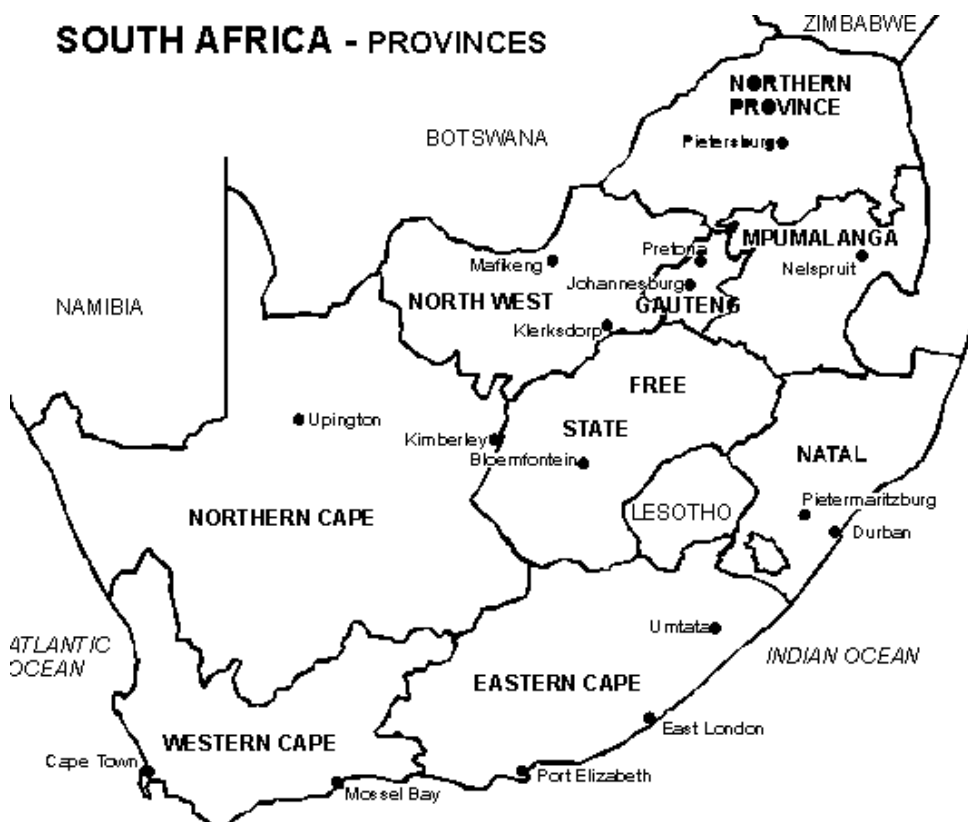 SOUTH AFRICA - PROVINCES
ZIMBABWE
NORTHERN
PROVINCE
BOTSWANA
Pietersburg
MPUMALANGA
Pretoria
Mafikeng
Nelspruit
Johannesburg
NAMIBIA
NORTH WEST
GAUTENG
Klerksdorp
FREE
STATE
Upington
Kimberley
Bloemfontein
NATAL
Pietermaritzburg
LESOTHO
NORTHERN CAPE
Durban
Umtata
ATLANTIC
OCEAN
INDIAN OCEAN
EASTERN CAPE
East London
WESTERN CAPE
Cape Town
Port Elizabeth
Mossel Bay